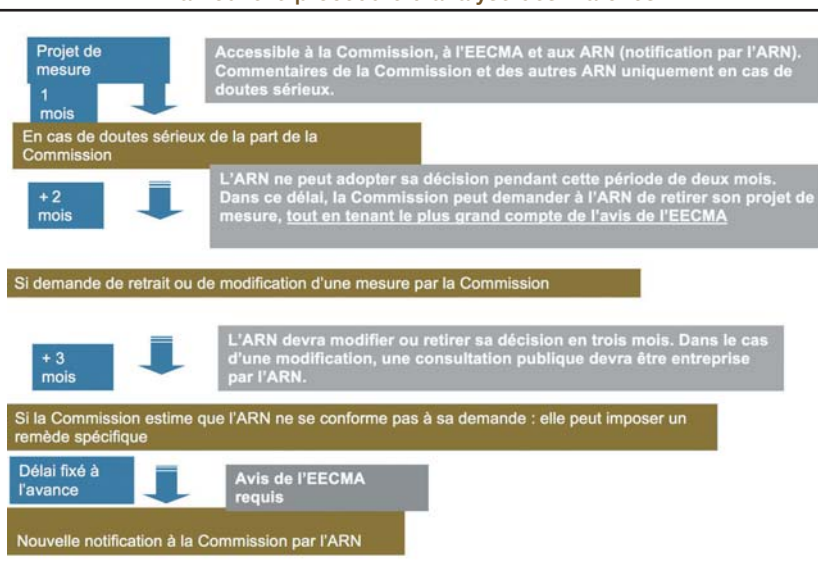 Projet de
mesure
Accessible à la Commission, à l'EECMA et aux ARN (notification par l'ARN).
Commentaires de la Commission et des autres ARN uniquement en cas de
doutes sérieux.
1
mois
En cas de doutes sérieux de la part de la
Commission
+ 2
mois
L'ARN ne peut adopter sa décision pendant cette période de deux mois.
Dans ce délai, la Commission peut demander à l'ARN de retirer son projet de
mesure, tout en tenant le plus grand compte de l'avis de l'EECMA
Si demande de retrait ou de modification d'une mesure par la Commission
+ 3
mois
L'ARN devra modifier ou retirer sa décision en trois mois. Dans le cas
d'une modification, une consultation publique devra être entreprise
par l'ARN.
Si la Commission estime que l'ARN ne se conforme pas à sa demande : elle peut imposer un
remède spécifique
Délai fixé à
l'avance
Avis de l'EECMA
requis
Nouvelle notification à la Commission par l'ARN